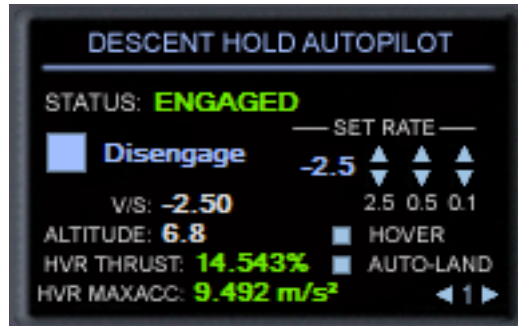 DESCENT HOLD AUTOPILOT
STATUS: ENGAGED
SET RATE
Disengage -2.5
V/S: -2.50 2.5 0.5 0.1
ALTITUDE: 6.8 HOVER
HVR THRUST: 14.543% AUTO-LAND
HVR MAXACC: 9.492 m/s² 1